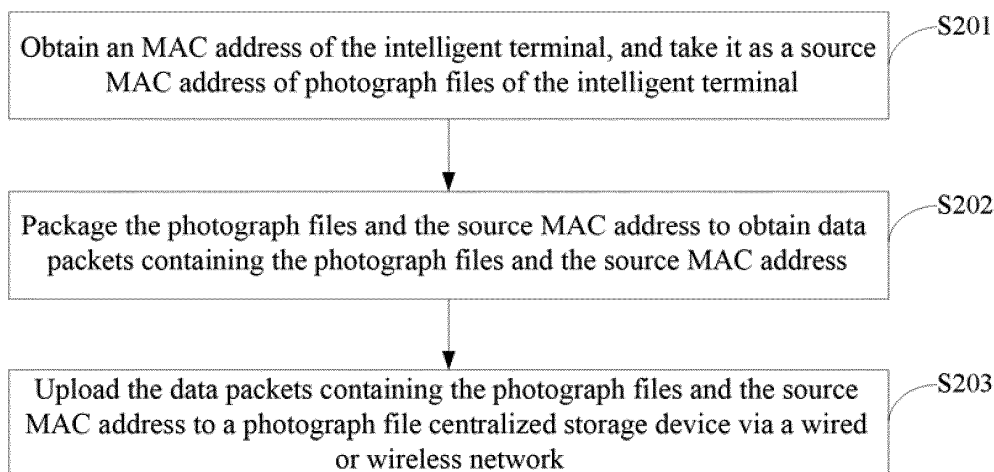 Obtain an MAC address of the intelligent terminal, and take it as a source
MAC address of photograph files of the intelligent terminal
S201
Package the photograph files and the source MAC address to obtain data
packets containing the photograph files and the source MAC address
S202
Upload the data packets containing the photograph files and the source
MAC address to a photograph file centralized storage device via a wired
or wireless network
S203